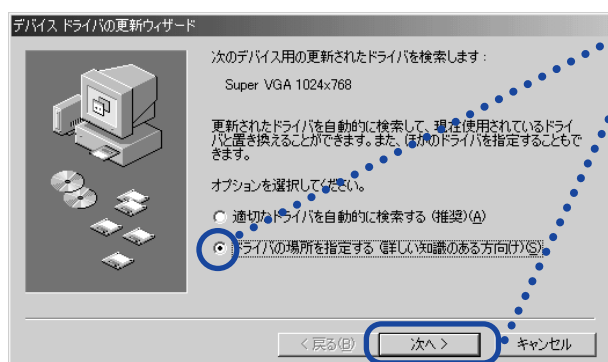 デバイス ドライバの更新ウィザード
次のデバイス用の更新されたドライバを検索します:
Super VGA 1024x768
更新されたドライバを自動的に検索して、現在使用されているドライ
バと置き換えることができます。また、ほかのドライバを指定することもで
きます。
オプションを選択してください。
適切なドライバを自動的に検索する (推奨)(A)
ドライバの場所を指定する (詳しい知識のある方向け)(S)
< 戻る(B)
次へ >
キャンセル